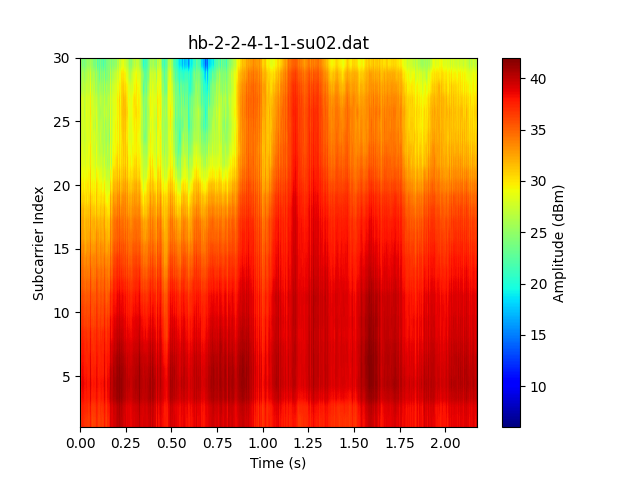 hb-2-2-4-1-1-su02.dat
30
25
20
15
10
5
Subcarrier Index
0.00 0.25 0.50 0.75 1.00 1.25 1.50 1.75 2.00
Time (s)
40
35
30
25
20
15
10
Amplitude (dBm)